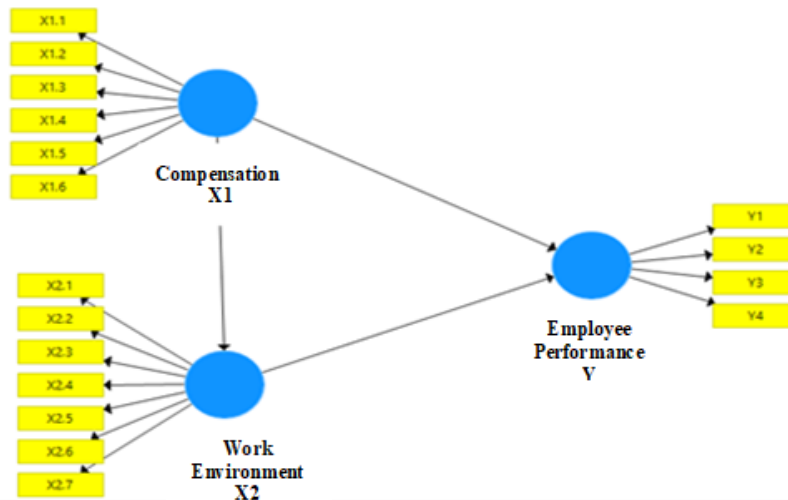 X1.1
X1.2
X1.3
X1.4
X1.5
X1.6
Compensation
X1
X2.1
X2.2
X2.3
X2.4
X2.5
X2.6
X2.7
Work
Environment
X2
Y1
Y2
Y3
Y4
Employee
Performance
Y